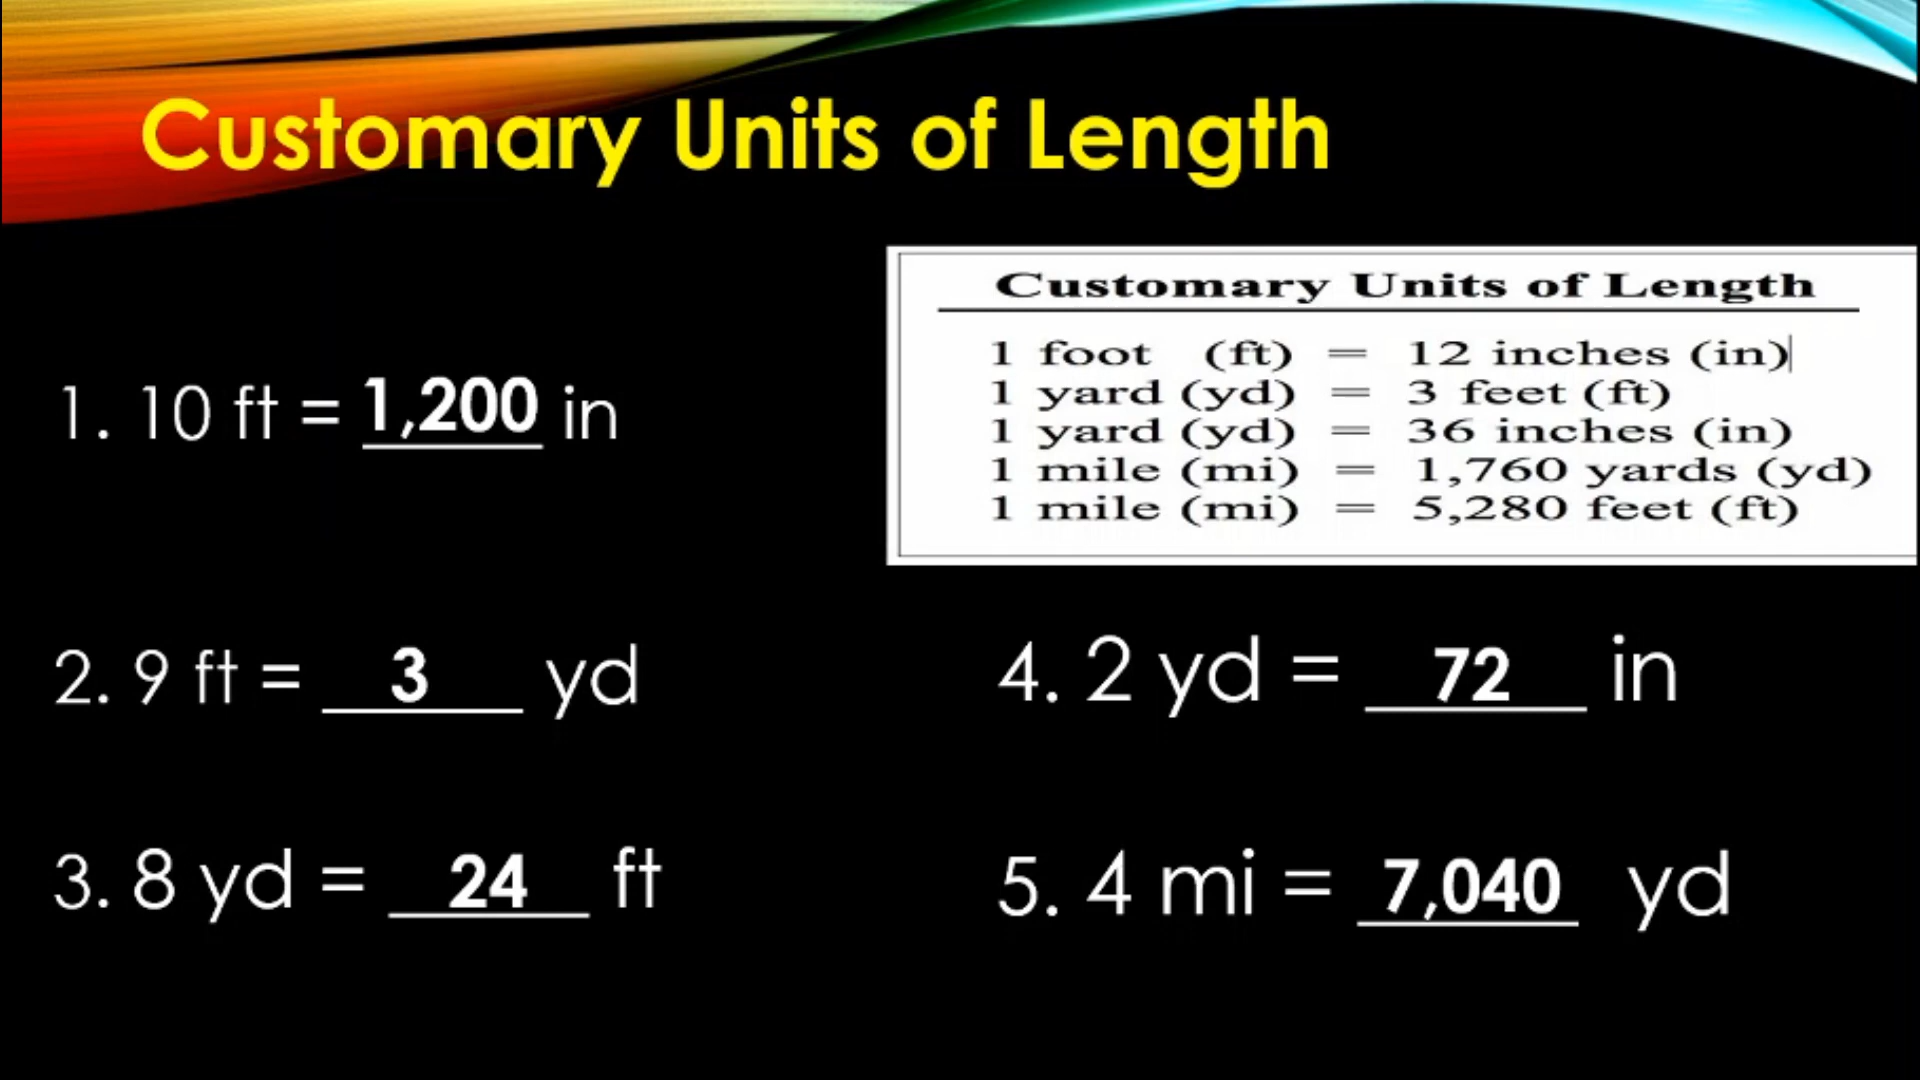 Customary Units of Length
Customary Units of Length
1 foot (ft) = 12 inches (in)
1 yard (yd) = 3 feet (ft)
1 yard (yd) = 36 inches (in)
1 mile (mi) = 1,760 yards (yd)
1 mile (mi) = 5,280 feet (ft)
1. 10 ft = 1,200 in
2. 9 ft = 3 yd
3. 8 yd = 24 ft
4. 2 yd = 72 in
5. 4 mi = 7,040 yd